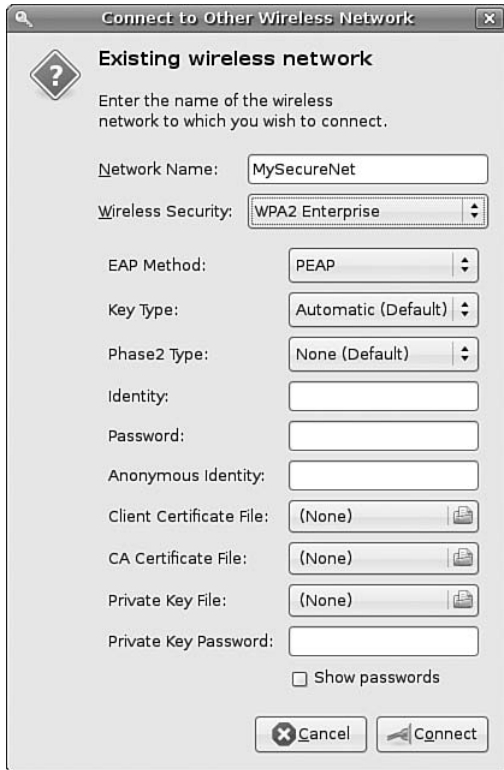 Connect to Other Wireless Network
Existing wireless network
Enter the name of the wireless
network to which you wish to connect.
Network Name: MySecureNet
Wireless Security: WPA2 Enterprise
EAP Method: PEAP
Key Type: Automatic (Default)
Phase2 Type: None (Default)
Identity:
Password:
Anonymous Identity:
Client Certificate File: (None)
CA Certificate File: (None)
Private Key File: (None)
Private Key Password:
Show passwords
Cancel Connect